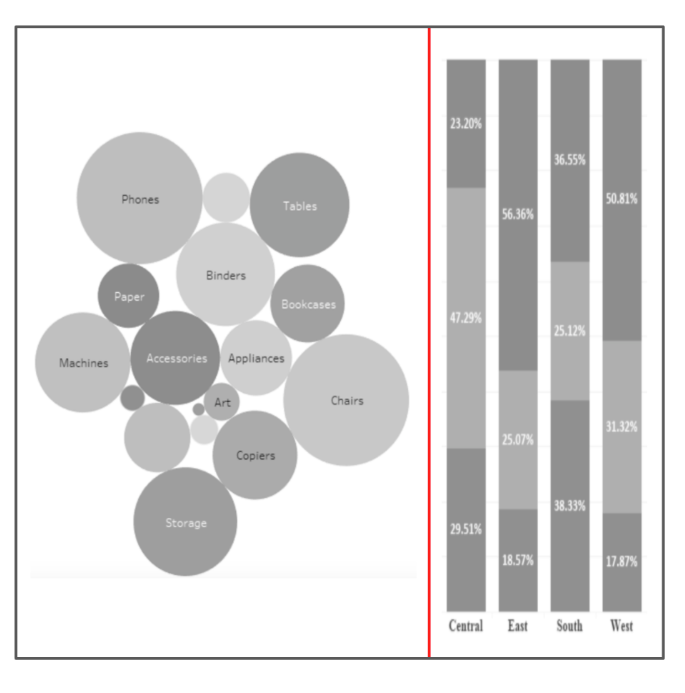 Phones
Tables
Binders
Paper
Bookcases
Machines
Accessories
Appliances
Art
Chairs
Copiers
Storage
23.20%
47.29%
29.51%
56.36%
25.07%
18.57%
36.55%
25.12%
38.33%
50.81%
31.32%
17.87%
Central East South West